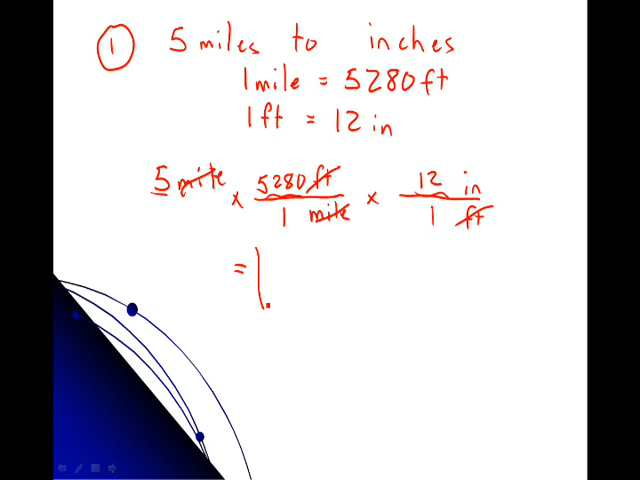 1 5 miles to inches
1 mile = 5280 ft
1 ft = 12 in
5 mile × 5280 ft / 1 mile × 12 in / 1 ft
=